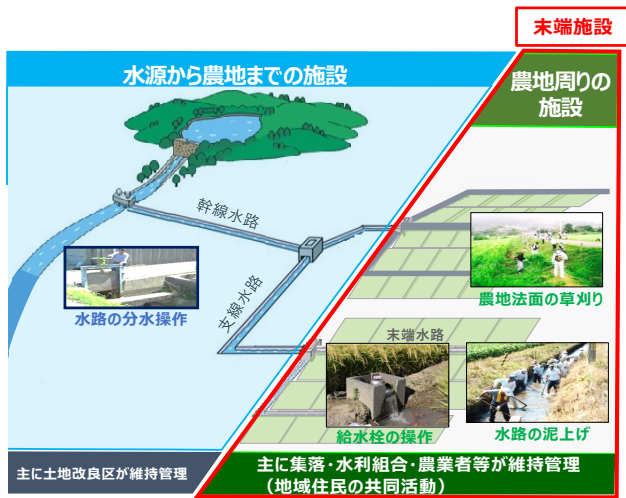 末端施設
水源から農地までの施設
農地周りの
施設
幹線水路
支線水路
水路の分水操作
農地法面の草刈り
末端水路
給水栓の操作
水路の泥上げ
主に土地改良区が維持管理
主に集落・水利組合・農業者等が維持管理
（地域住民の共同活動）